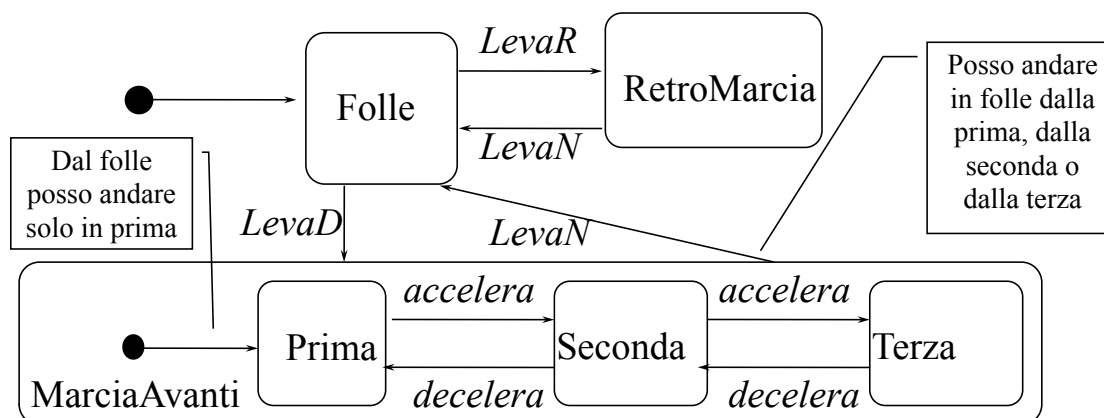 LevaR
Folle
RetroMarcia
LevaN
Posso andare
in folle dalla
prima, dalla
seconda o
dalla terza
Dal folle
posso andare
solo in prima
LevaD
LevaN
accelera
accelera
Prima
Seconda
Terza
MarciaAvanti
decelera
decelera